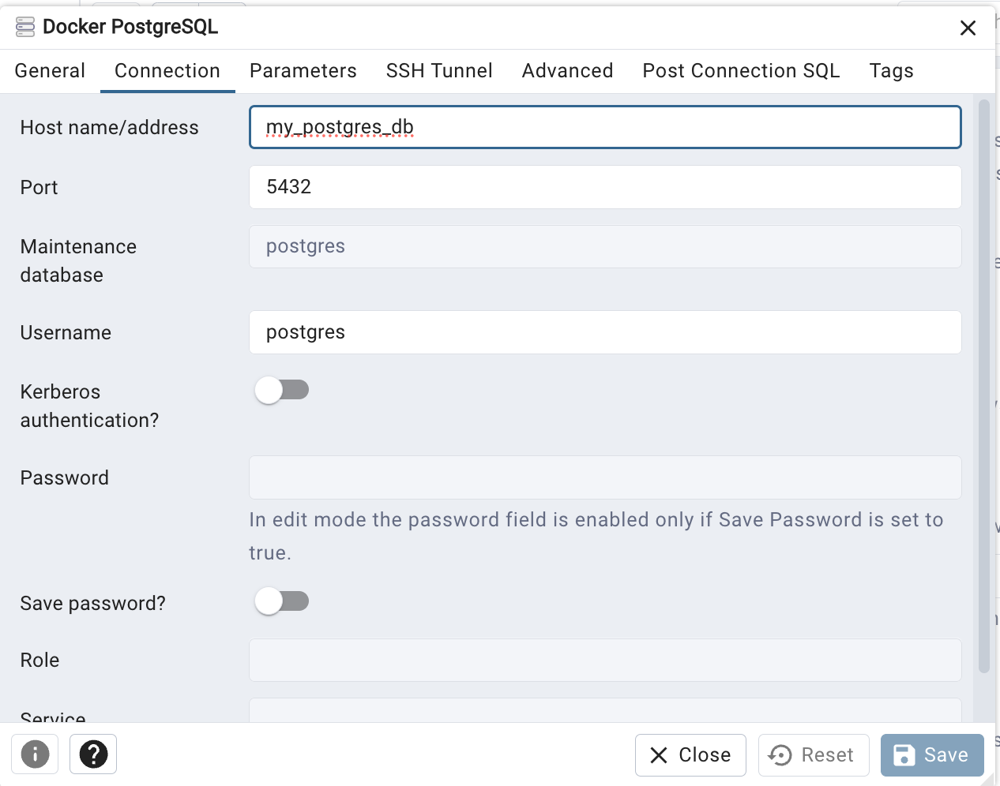 Docker PostgreSQL
General Connection Parameters SSH Tunnel Advanced Post Connection SQL Tags
Host name/address my_postgres_db
Port 5432
Maintenance database postgres
Username postgres
Kerberos authentication?
Password
In edit mode the password field is enabled only if Save Password is set to
true.
Save password?
Role
Service
Close Reset Save